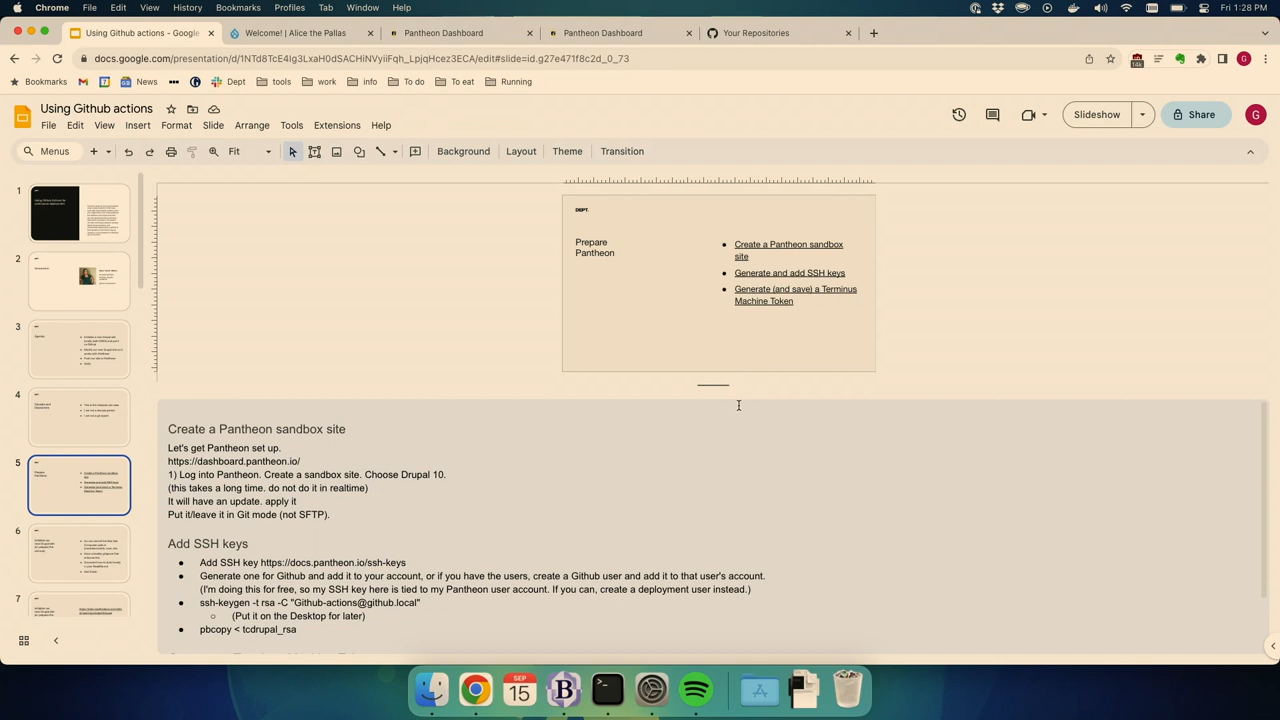 Chrome File Edit View History Bookmarks Profiles Tab Window Help Fri 1:28 PM
Using Github actions - Google Welcome! | Alice the Pallas Pantheon Dashboard Pantheon Dashboard Your Repositories
docs.google.com/presentation/d/1NTd8TcE4Ig3LxaH0dSACHiNVyiiFqh_LpjqHcez3ECA/edit#slide=id.g27e471f8c2d_0_73
14k
G
Bookmarks News Dept tools work info To do To eat Running
Using Github actions
File Edit View Insert Format Slide Arrange Tools Extensions Help
Slideshow Share G
Menus Fit Background Layout Theme Transition
1
2
3
4
5
6
7
DEPT.
Prepare
Pantheon
Create a Pantheon sandbox
site
Generate and add SSH keys
Generate (and save) a Terminus
Machine Token
Create a Pantheon sandbox site
Let's get Pantheon set up.
https://dashboard.pantheon.io/
1) Log into Pantheon. Create a sandbox site. Choose Drupal 10.
(this takes a long time. do not do it in realtime)
It will have an update. apply it
Put it/leave it in Git mode (not SFTP).
Add SSH keys
● Add SSH key https://docs.pantheon.io/ssh-keys
● Generate one for Github and add it to your account, or if you have the users, create a Github user and add it to that user's account.
(I'm doing this for free, so my SSH key here is tied to my Pantheon user account. If you can, create a deployment user instead.)
● ssh-keygen -t rsa -C "Github-actions@github.local"
○ (Put it on the Desktop for later)
● pbcopy < tcdrupal_rsa
SEP
15